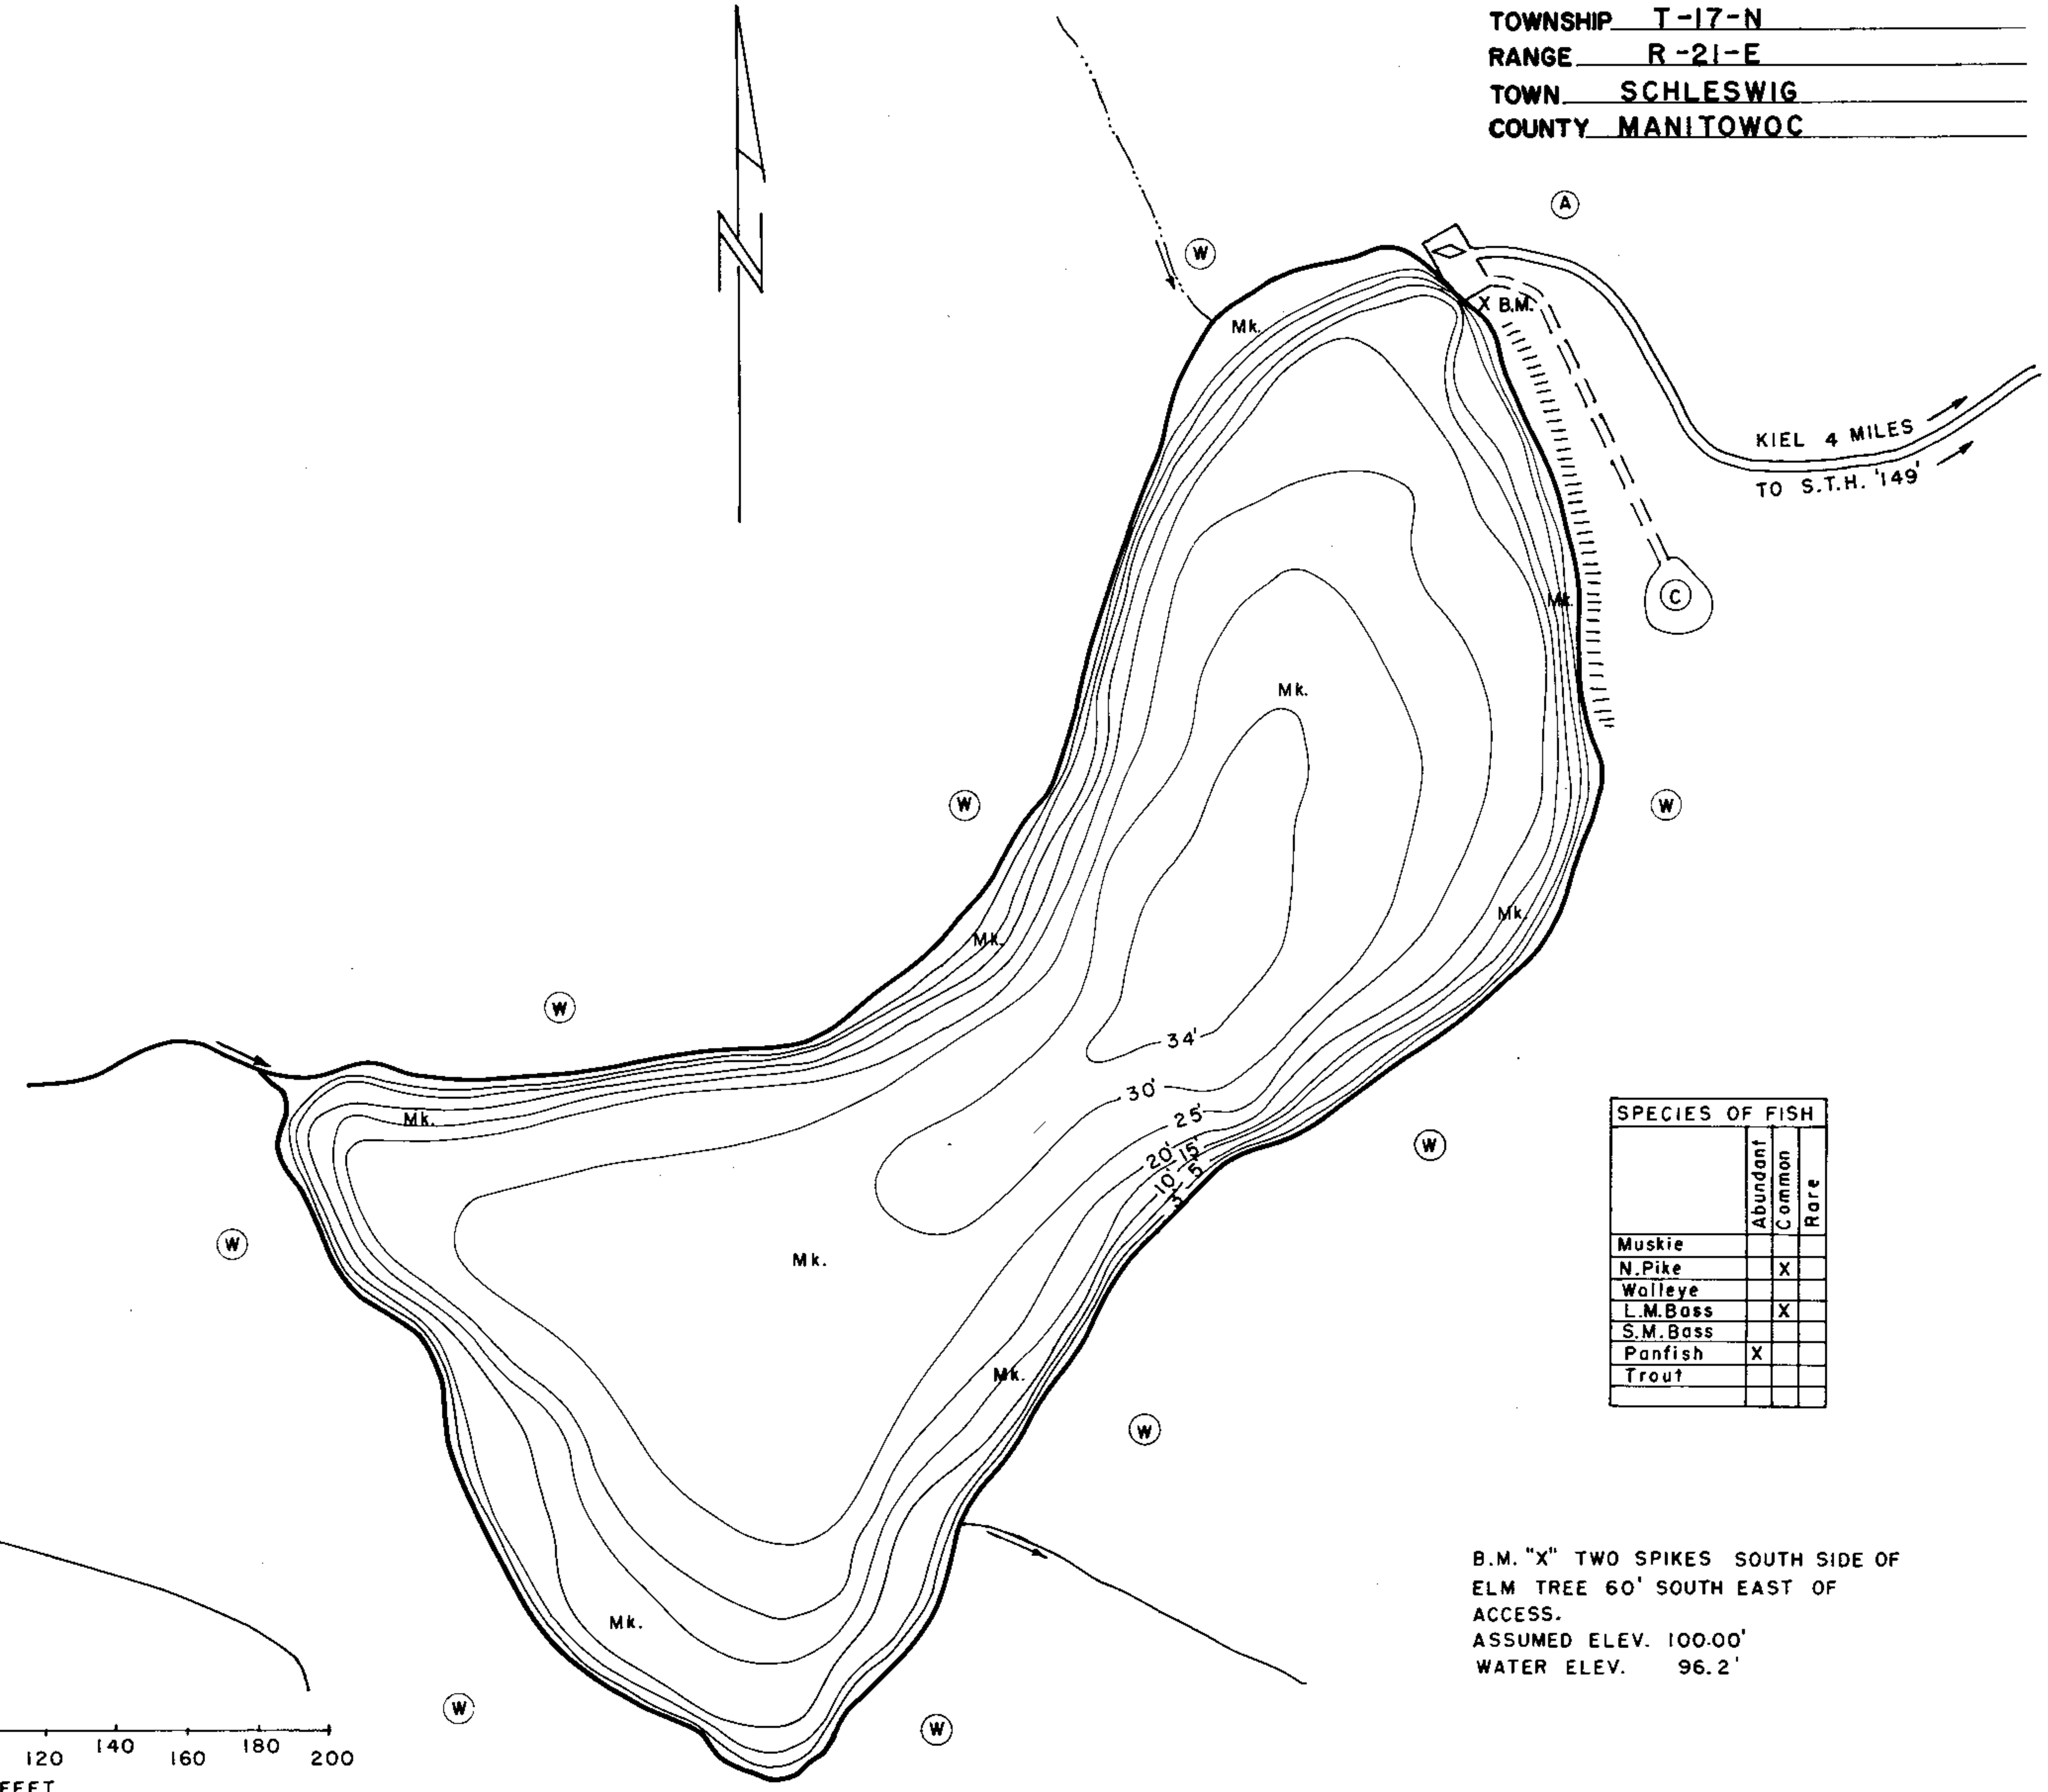 TOWNSHIP T-17-N
RANGE R-21-E
TOWN SCHLESWIG
COUNTY MANITOWOC
N
A
W
Mk.
X B.M.
KIEL 4 MILES
TO S.T.H. '149'
Mk.
C
Mk.
W
W
Mk.
Mk.
W
34'
30'
25'
20'
15'
10'
5'
3'
Mk.
W
W
Mk.
Mk.
W
Mk.
W
W
SPECIES OF FISH
Abundant Common Rare
Muskie
N.Pike X
Walleye
L.M.Bass X
S.M.Bass
Panfish X
Trout
B.M. "X" TWO SPIKES SOUTH SIDE OF
ELM TREE 60' SOUTH EAST OF
ACCESS.
ASSUMED ELEV. 100.00'
WATER ELEV. 96.2'
120 140 160 180 200
FEET